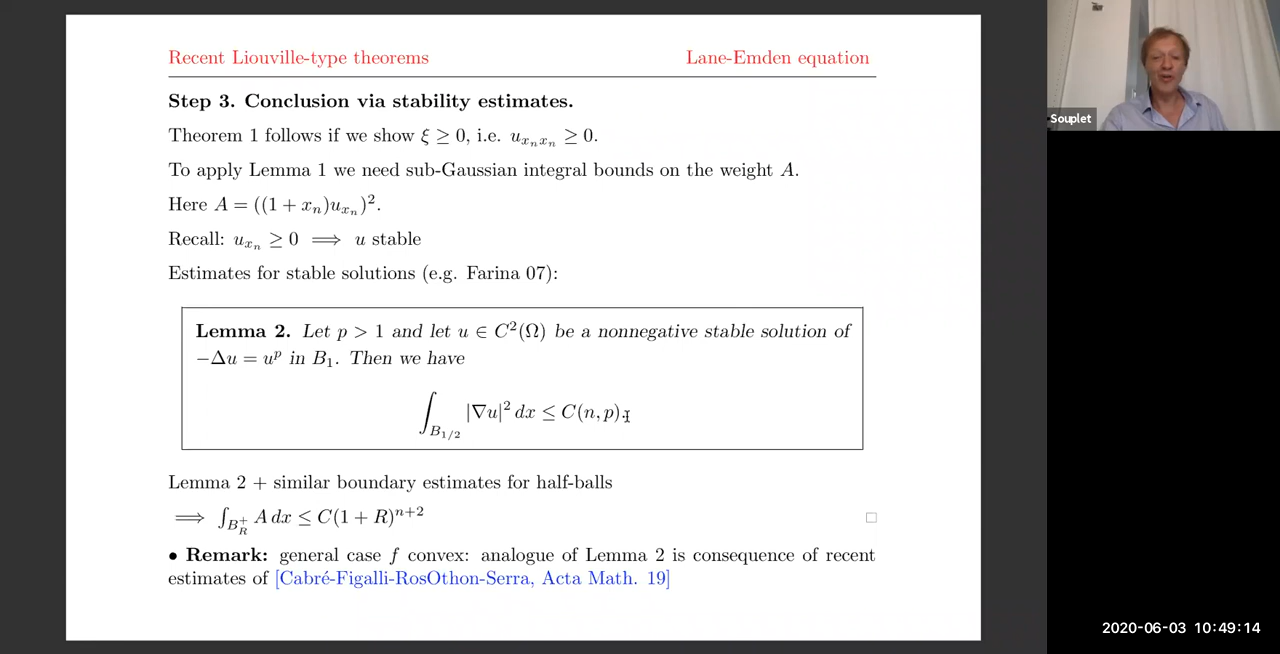 Recent Liouville-type theorems Lane-Emden equation
Step 3. Conclusion via stability estimates.
Theorem 1 follows if we show ξ ≥ 0, i.e. u_{x_n x_n} ≥ 0.
To apply Lemma 1 we need sub-Gaussian integral bounds on the weight A.
Here A = ((1 + x_n)u_{x_n})^2.
Recall: u_{x_n} ≥ 0 ⟹ u stable
Estimates for stable solutions (e.g. Farina 07):
Lemma 2. Let p > 1 and let u ∈ C^2(Ω) be a nonnegative stable solution of
−Δu = u^p in B_1. Then we have
∫_{B_{1/2}} |∇u|^2 dx ≤ C(n, p).
Lemma 2 + similar boundary estimates for half-balls
⟹ ∫_{B_R^+} A dx ≤ C(1 + R)^{n+2}
□
• Remark: general case f convex: analogue of Lemma 2 is consequence of recent
estimates of [Cabré-Figalli-RosOthon-Serra, Acta Math. 19]
Souplet
2020-06-03 10:49:14